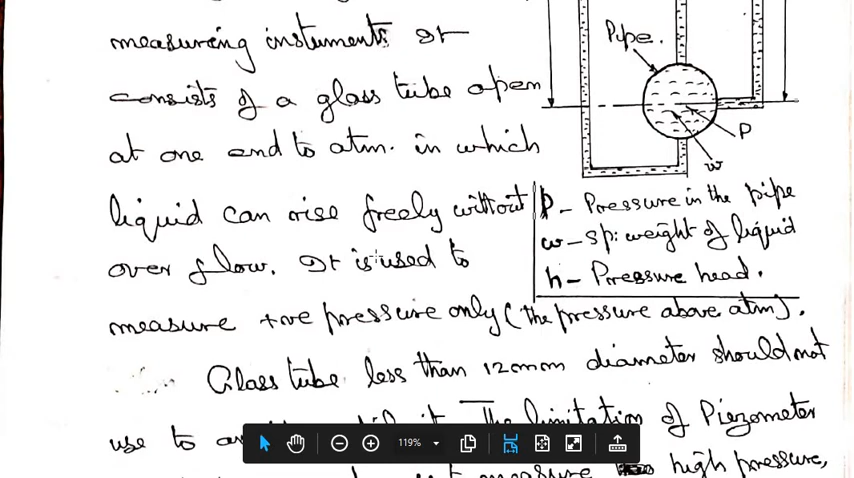 measuring instuments. It
Pipe.
consists of a glass tube open
at one end to atm. in which
P
w
liquid can rise freely without
over flow. It is used to
P - Pressure in the pipe
w - sp: weight of liquid
h - Pressure head.
measure +ve pressure only (the pressure above atm).
Glass tube less than 12mm diameter should not
use to
The limitation of Piezometer
119%
measure high pressure,